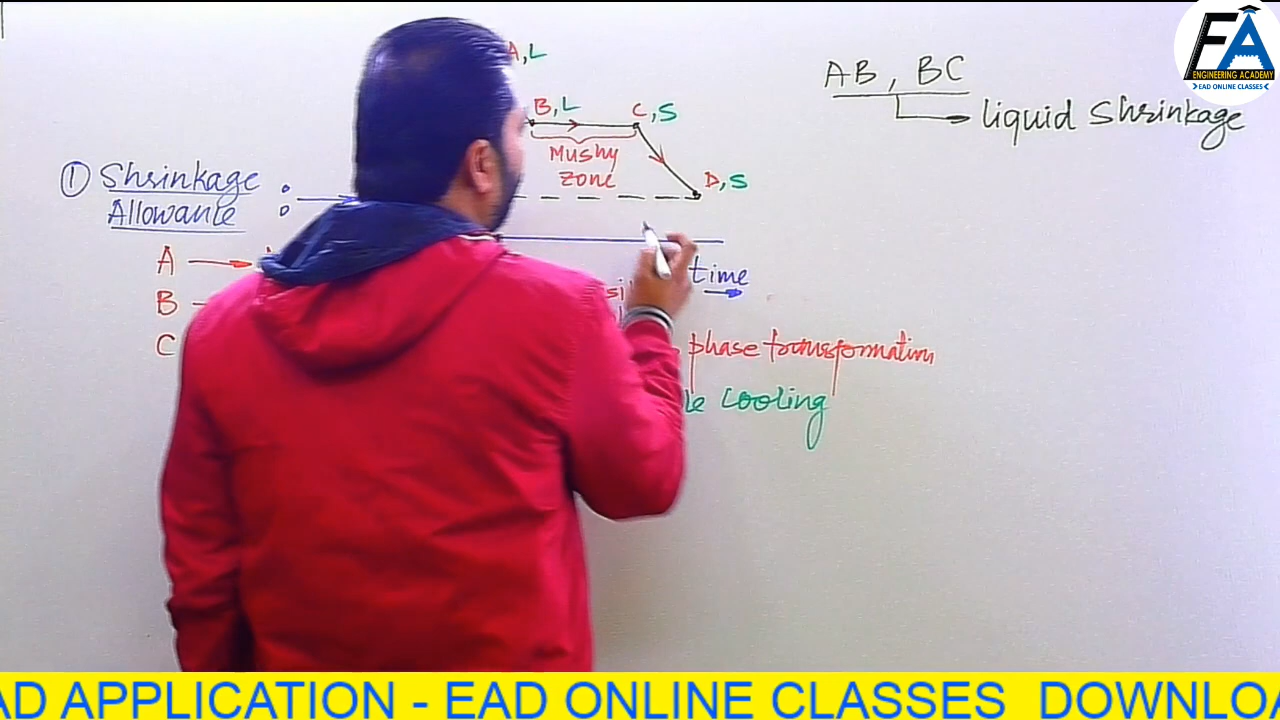 A, L
AB, BC
EA
ENGINEERING ACADEMY
EAD ONLINE CLASSES
B, L
C, S
liquid Shrinkage
Mushy
zone
① Shrinkage
Allowance :
D, S
A
time
B
C
phase transformation
cooling
AD APPLICATION - EAD ONLINE CLASSES DOWNLO